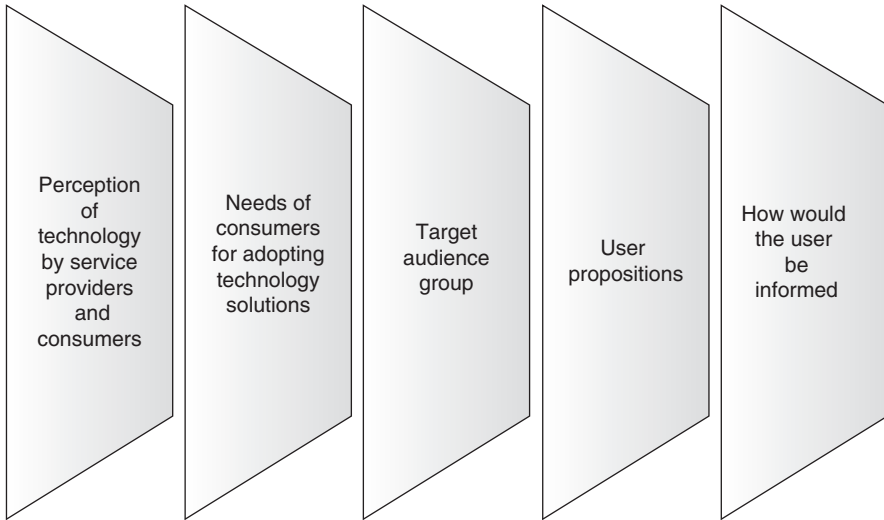 Perception
of
technology
by service
providers
and
consumers
Needs of
consumers
for adopting
technology
solutions
Target
audience
group
User
propositions
How would
the user
be
informed